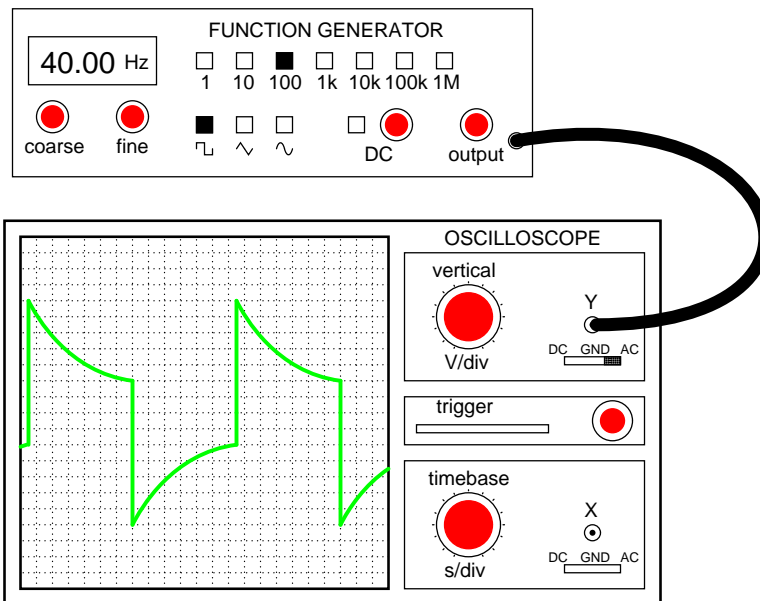 FUNCTION GENERATOR
40.00 Hz
1 10 100 1k 10k 100k 1M
coarse fine DC output
OSCILLOSCOPE
vertical
Y
DC GND AC
V/div
trigger
timebase
X
DC GND AC
s/div